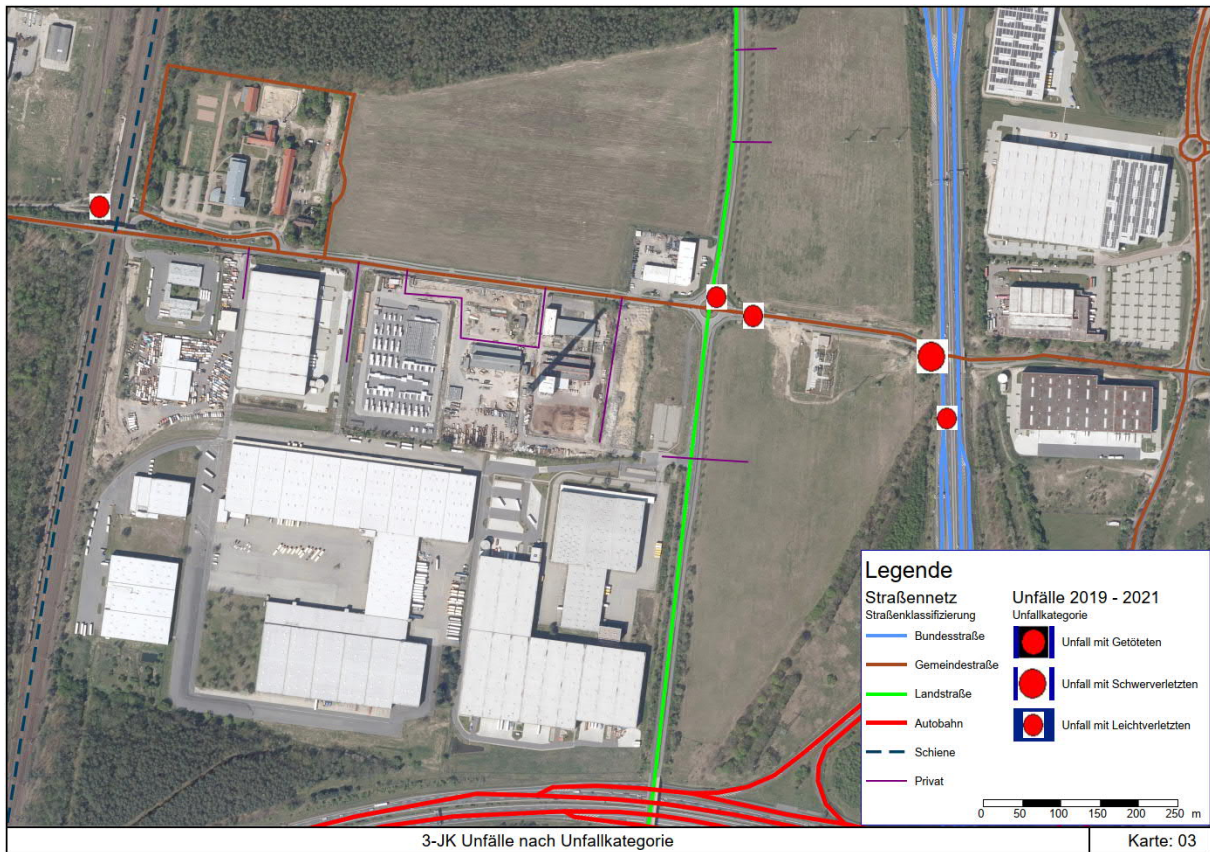 Legende
Straßennetz
Straßenklassifizierung
Bundesstraße
Gemeindestraße
Landstraße
Autobahn
Schiene
Privat
Unfälle 2019 - 2021
Unfallkategorie
Unfall mit Getöteten
Unfall mit Schwerverletzten
Unfall mit Leichtverletzten
0 50 100 150 200 250 m
3-JK Unfälle nach Unfallkategorie
Karte: 03